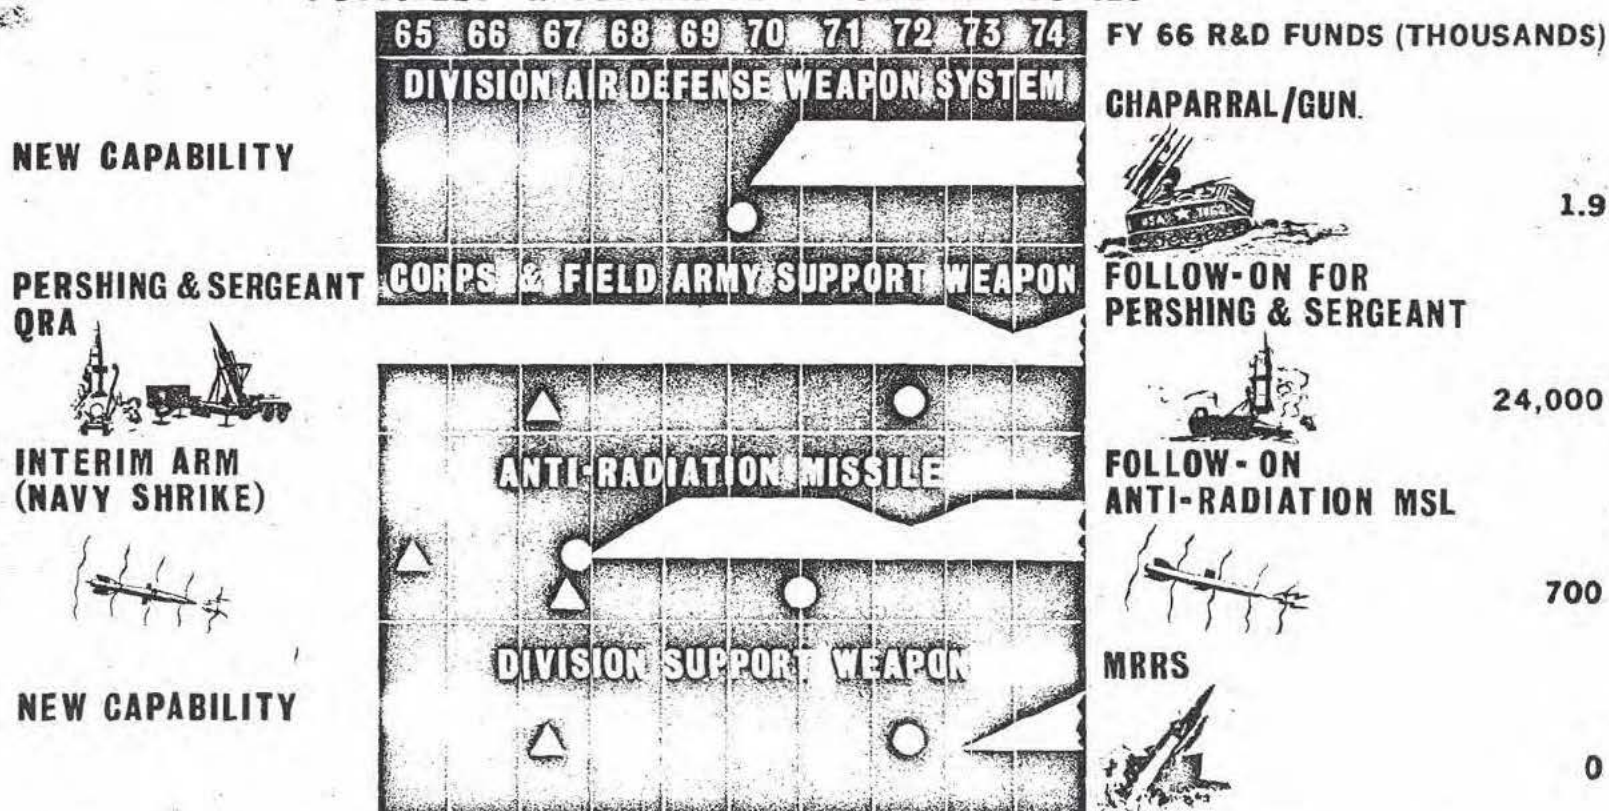 65 66 67 68 69 70 71 72 73 74
FY 66 R&D FUNDS (THOUSANDS)
DIVISION AIR DEFENSE WEAPON SYSTEM
NEW CAPABILITY
CHAPARRAL/GUN.
1.9
CORPS & FIELD ARMY SUPPORT WEAPON
PERSHING & SERGEANT
QRA
FOLLOW-ON FOR
PERSHING & SERGEANT
24,000
ANTI-RADIATION MISSILE
INTERIM ARM
(NAVY SHRIKE)
FOLLOW-ON
ANTI-RADIATION MSL
700
DIVISION SUPPORT WEAPON
NEW CAPABILITY
MRRS
0